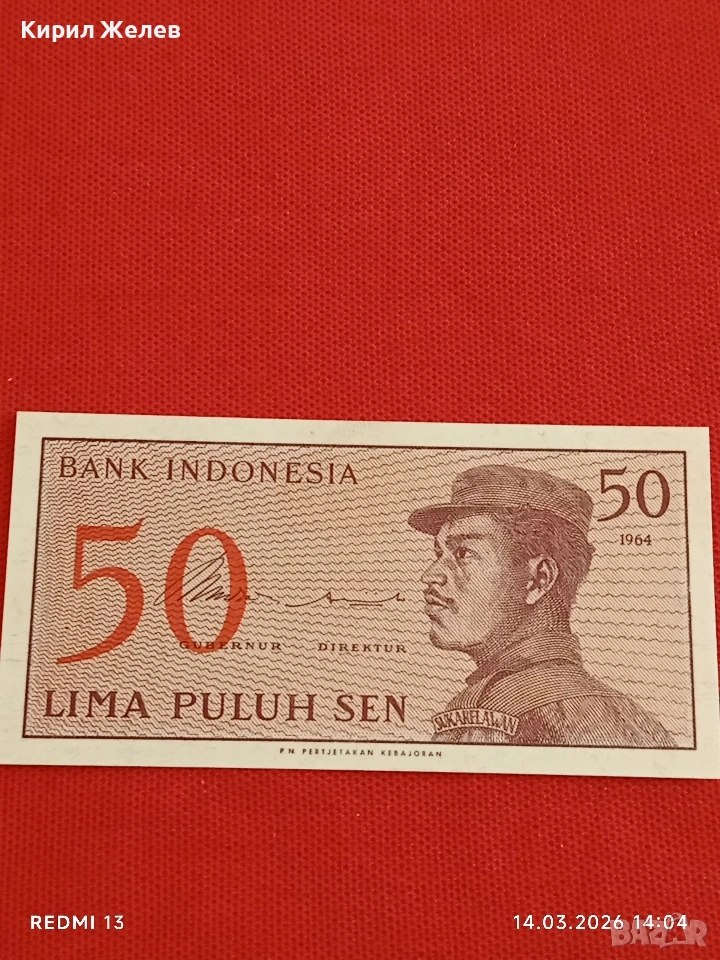 Кирил Желев
BANK INDONESIA
50
1964
50
GUBERNUR DIREKTUR
LIMA PULUH SEN
SUKARELAWAN
P N PERTJETAKAN KEBAJORAN
REDMI 13
14.03.2026 14:04
BAZAR